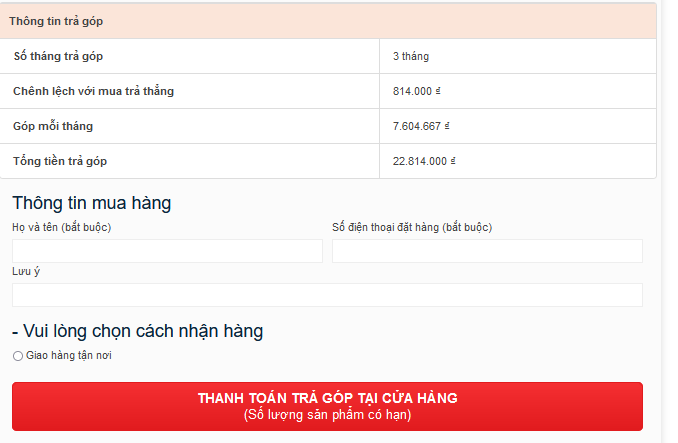 Thông tin trả góp
Số tháng trả góp 3 tháng
Chênh lệch với mua trả thẳng 814.000 ₫
Góp mỗi tháng 7.604.667 ₫
Tổng tiền trả góp 22.814.000 ₫
Thông tin mua hàng
Họ và tên (bắt buộc) Số điện thoại đặt hàng (bắt buộc)
Lưu ý
- Vui lòng chọn cách nhận hàng
Giao hàng tận nơi
THANH TOÁN TRẢ GÓP TẠI CỬA HÀNG
(Số lượng sản phẩm có hạn)